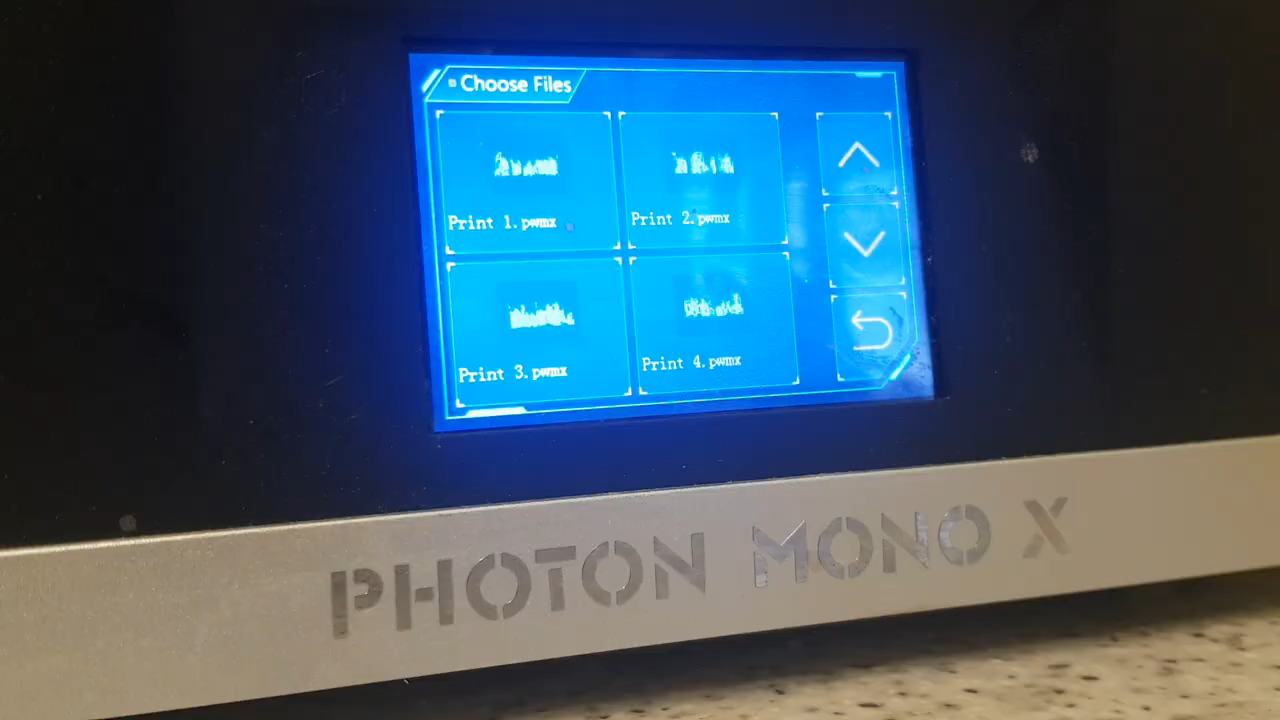 Choose Files
Print 1.pwmx
Print 2.pwmx
Print 3.pwmx
Print 4.pwmx
PHOTON MONO X